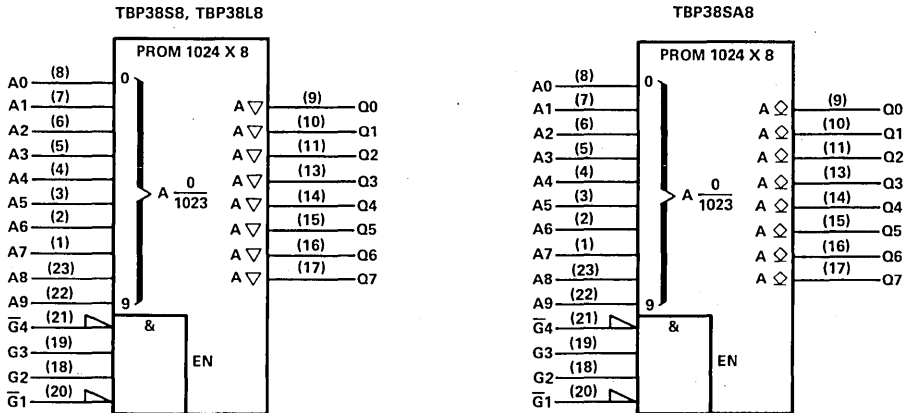 TBP38S8, TBP38L8
PROM 1024 X 8
A0 (8) 0
A1 (7)
A2 (6)
A3 (5)
A4 (4)
A5 (3)
A6 (2)
A7 (1)
A8 (23)
A9 (22) 9
A 0/1023
G̅4 (21)
G3 (19)
G2 (18)
G̅1 (20)
&
EN
A ▽ (9) Q0
A ▽ (10) Q1
A ▽ (11) Q2
A ▽ (13) Q3
A ▽ (14) Q4
A ▽ (15) Q5
A ▽ (16) Q6
A ▽ (17) Q7
TBP38SA8
PROM 1024 X 8
A0 (8) 0
A1 (7)
A2 (6)
A3 (5)
A4 (4)
A5 (3)
A6 (2)
A7 (1)
A8 (23)
A9 (22) 9
A 0/1023
G̅4 (21)
G3 (19)
G2 (18)
G̅1 (20)
&
EN
A ⎐ (9) Q0
A ⎐ (10) Q1
A ⎐ (11) Q2
A ⎐ (13) Q3
A ⎐ (14) Q4
A ⎐ (15) Q5
A ⎐ (16) Q6
A ⎐ (17) Q7